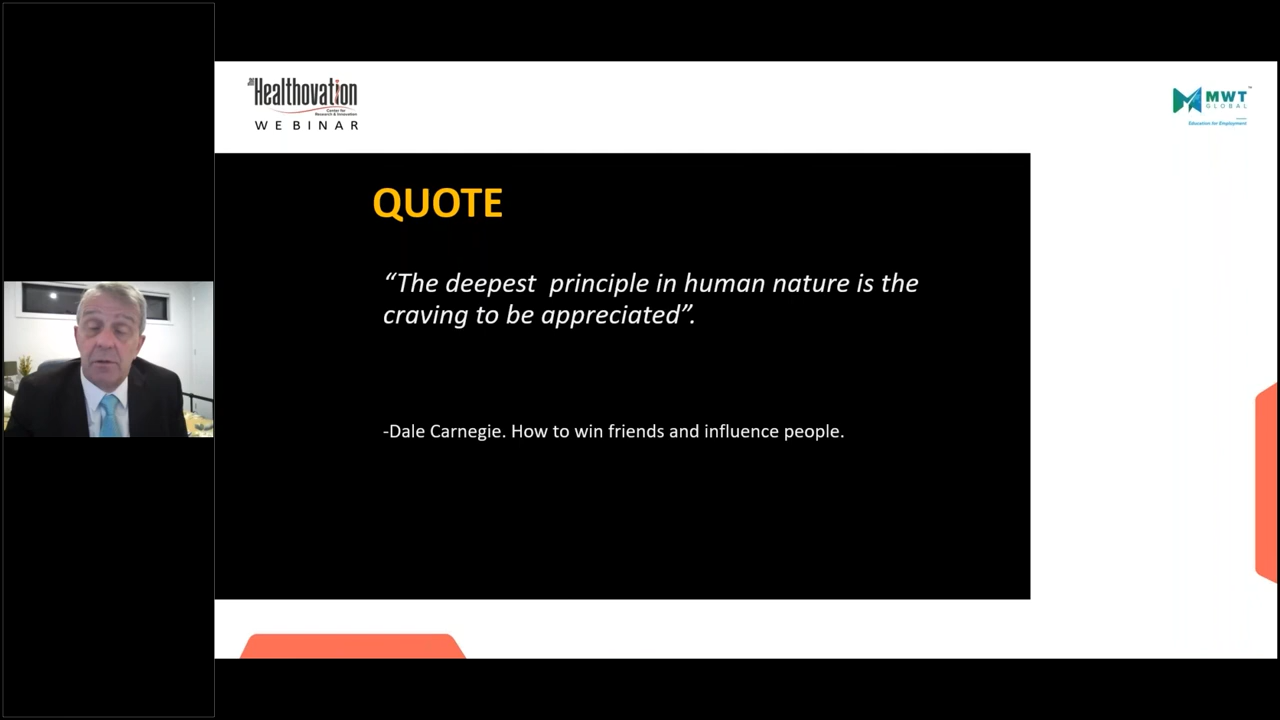 Healthovation
Center for
Research & Innovation
WEBINAR
MWT
GLOBAL
Education for Employment
QUOTE
“The deepest  principle in human nature is the
craving to be appreciated”.
-Dale Carnegie. How to win friends and influence people.